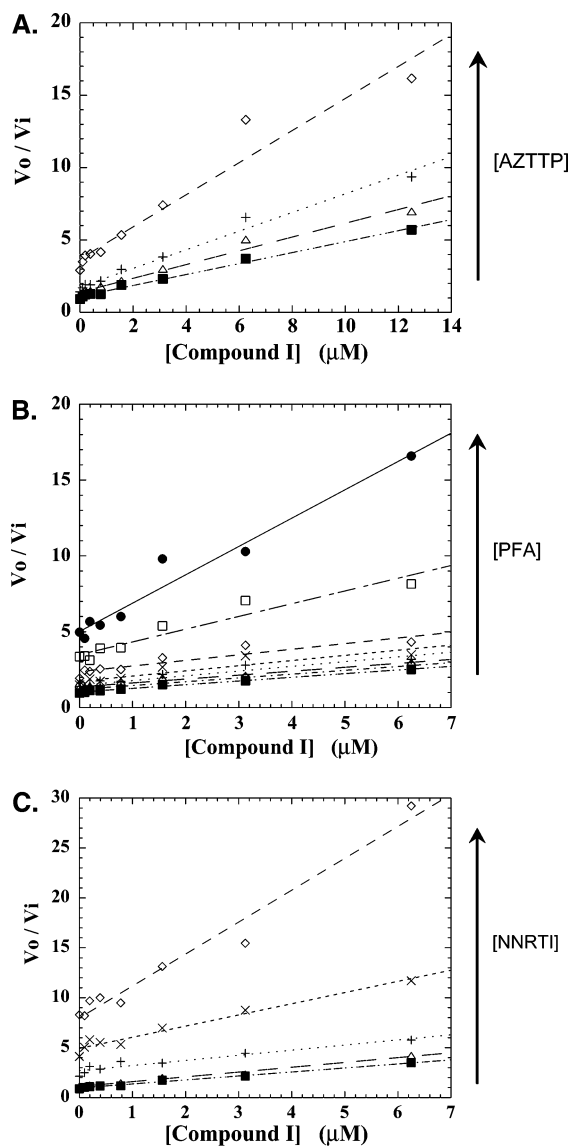 A.
20
15
10
5
0
Vo / Vi
0 2 4 6 8 10 12 14
[Compound I] (μM)
[AZTTP]
B.
20
15
10
5
0
Vo / Vi
0 1 2 3 4 5 6 7
[Compound I] (μM)
[PFA]
C.
30
25
20
15
10
5
0
Vo / Vi
0 1 2 3 4 5 6 7
[Compound I] (μM)
[NNRTI]